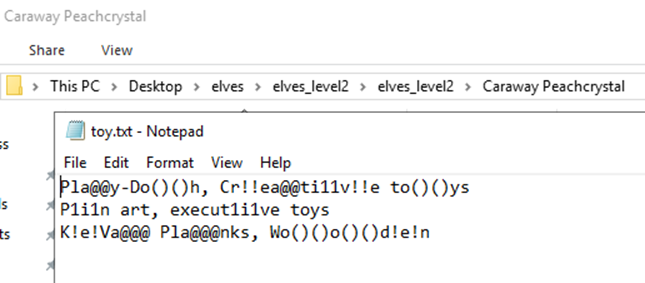 Caraway Peachcrystal
Share View
This PC > Desktop > elves > elves_level2 > elves_level2 > Caraway Peachcrystal
toy.txt - Notepad
ss
File Edit Format View Help
Pla@@y-Do()()h, Cr!!ea@@ti11v!!e to()()ys
P1i1n art, execut1i1ve toys
ls
K!e!Va@@@ Pla@@@nks, Wo()()o()()d!e!n
ts